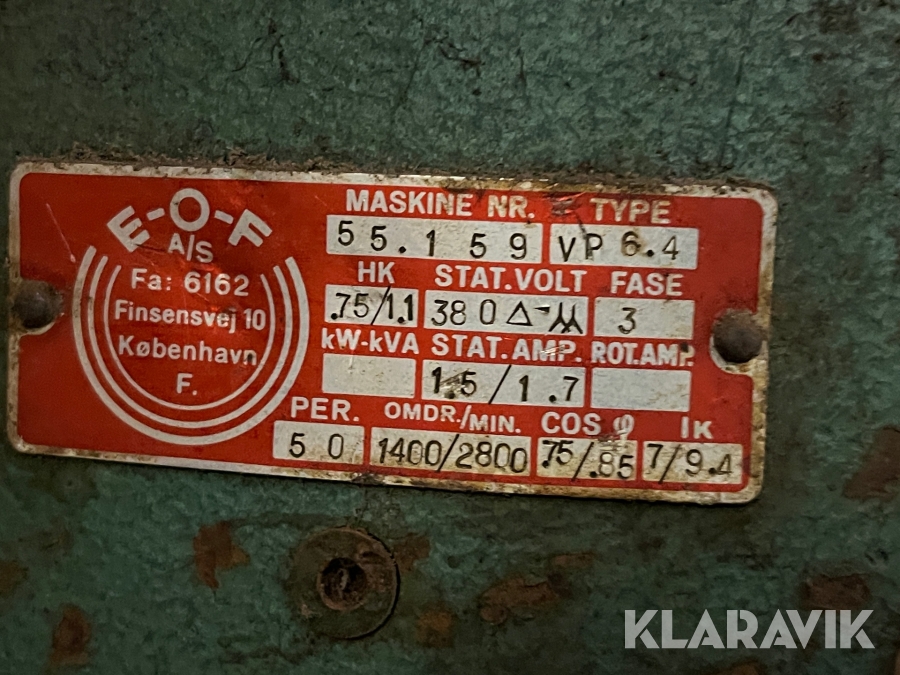 E-O-F
A/S
Fa: 6162
Finsensvej 10
København
F.
MASKINE NR. TYPE
55.159 VP 6.4
HK STAT.VOLT FASE
.75/1.1 380 3
kW-kVA STAT.AMP. ROT.AMP.
1.5/1.7
PER. OMDR./MIN. COS φ Iк
50 1400/2800 .75/.85 7/9.4
KLARAVIK